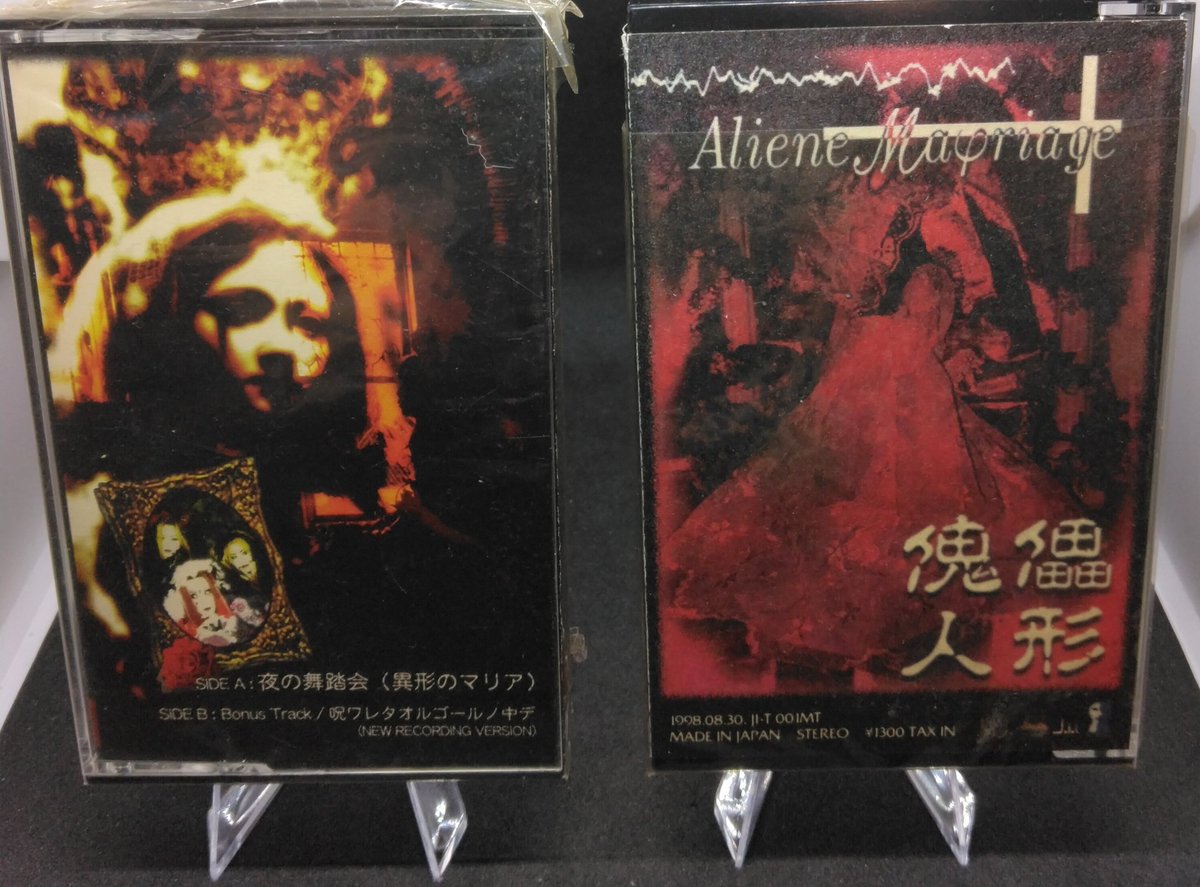 SIDE A : 夜の舞踏会（異形のマリア）
SIDE B : Bonus Track / 呪ワレタオルゴールノ中デ
(NEW RECORDING VERSION)
Aliene Maφriage
傀儡
人形
1998.08.30. JI-T 001MT
MADE IN JAPAN STEREO ¥1300 TAX IN